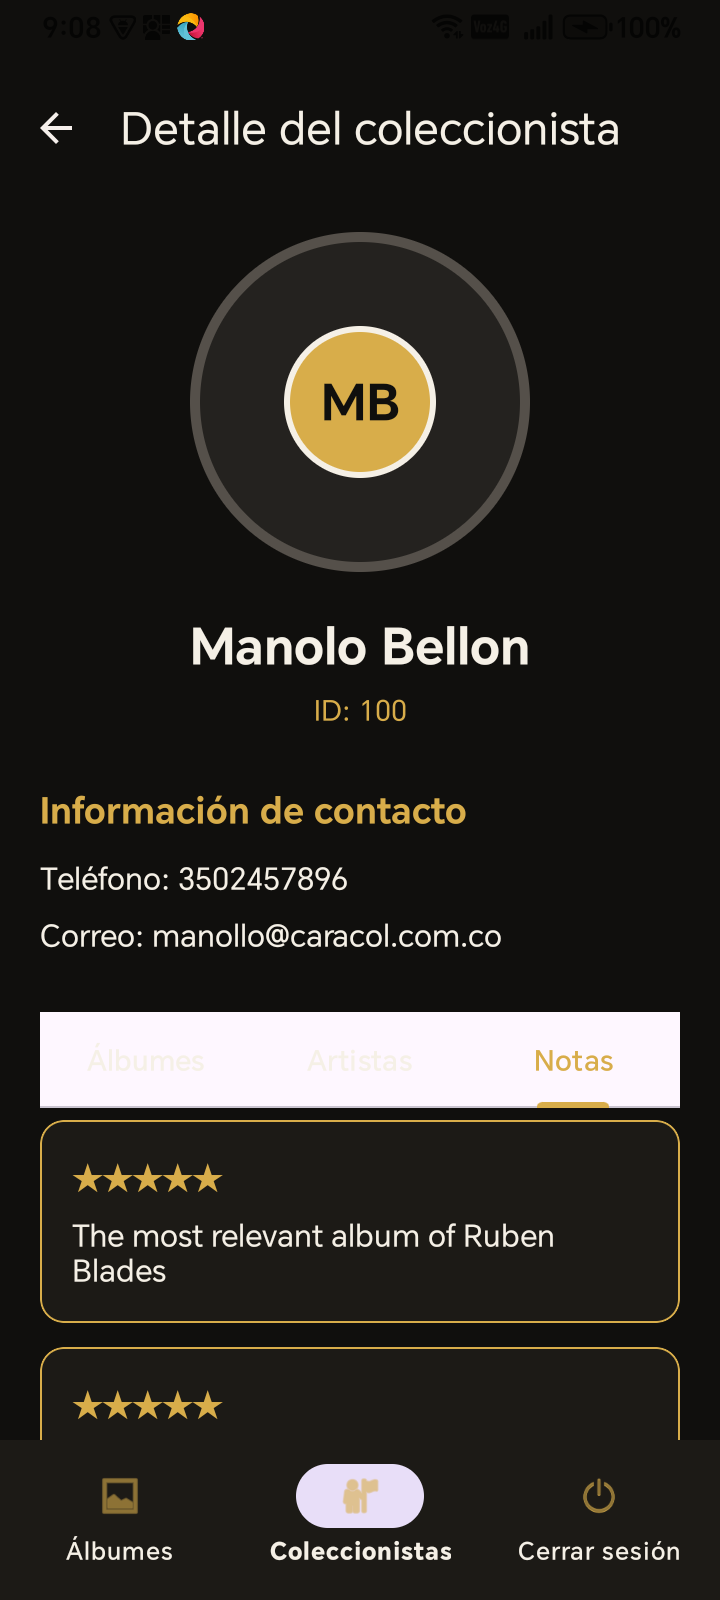 9:08 Voz4G 100%
Detalle del coleccionista
MB
Manolo Bellon
ID: 100
Información de contacto
Teléfono: 3502457896
Correo: manollo@caracol.com.co
Álbumes Artistas Notas
★★★★★
The most relevant album of Ruben
Blades
★★★★★
Álbumes Coleccionistas Cerrar sesión